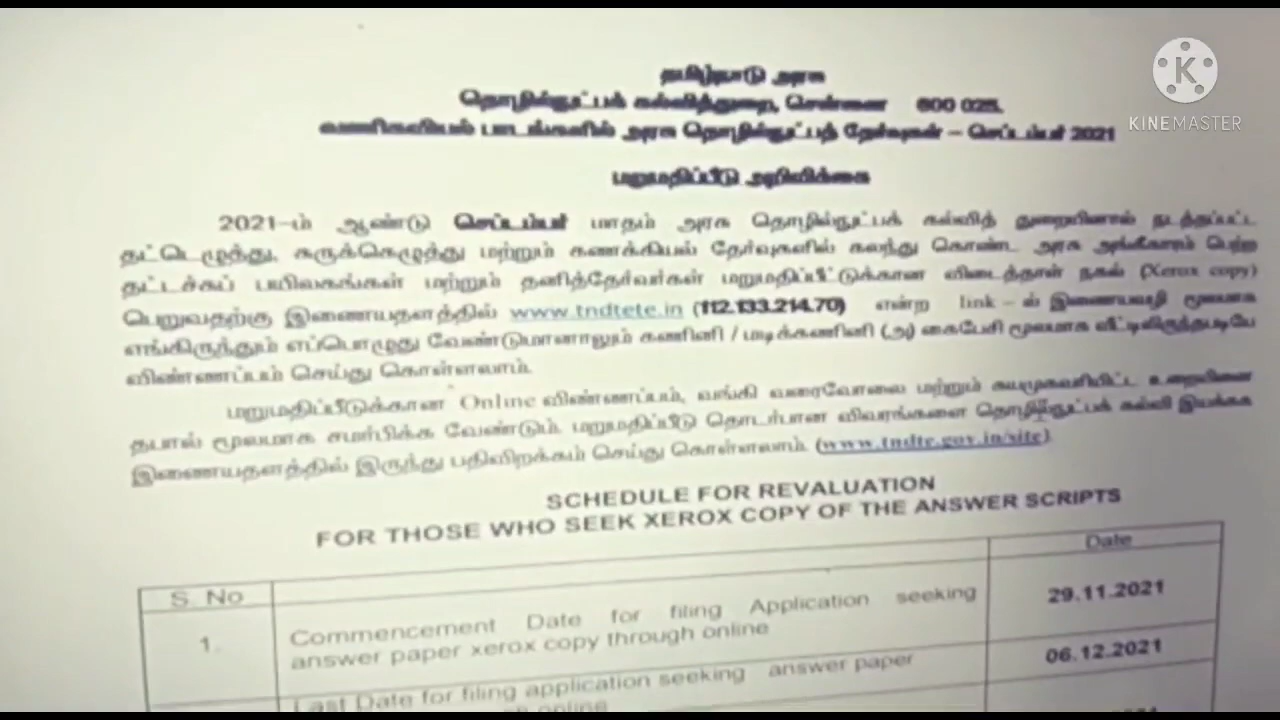 தமிழ்நாடு அரசு
தொழில்நுட்பக் கல்வித்துறை, சென்னை 600 025.
வணிகவியல் பாடங்களில் அரசு தொழில்நுட்பத் தேர்வுகள் – செப்டம்பர் 2021
மறுமதிப்பீடு அறிவிக்கை
2021–ம் ஆண்டு செப்டம்பர் மாதம் அரசு தொழில்நுட்பக் கல்வித் துறையினால் நடத்தப்பட்ட
தட்டெழுத்து, சுருக்கெழுத்து மற்றும் கணக்கியல் தேர்வுகளில் கலந்து கொண்ட அரசு அங்கீகாரம் பெற்ற
தட்டச்சுப் பயிலகங்கள் மற்றும் தனித்தேர்வர்கள் மறுமதிப்பீட்டுக்கான விடைத்தாள் நகல் (Xerox copy)
பெறுவதற்கு இணையதளத்தில் www.tndtete.in (112.133.214.70) என்ற link – ல் இணையவழி மூலமாக
எங்கிருந்தும் எப்பொழுது வேண்டுமானாலும் கணினி / மடிக்கணினி (அ) கைபேசி மூலமாக வீட்டிலிருந்தபடியே
விண்ணப்பம் செய்து கொள்ளலாம்.
மறுமதிப்பீடுக்கான Online விண்ணப்பம், வங்கி வரைவோலை மற்றும் சுயமுகவரியிட்ட உறையினை
தபால் மூலமாக சமர்பிக்க வேண்டும். மறுமதிப்பீடு தொடர்பான விவரங்களை தொழில்நுட்பக் கல்வி இயக்கக
இணையதளத்தில் இருந்து பதிவிறக்கம் செய்து கொள்ளலாம். (www.tndte.gov.in/site)
SCHEDULE FOR REVALUATION
FOR THOSE WHO SEEK XEROX COPY OF THE ANSWER SCRIPTS
S. No Date
1. Commencement Date for filing Application seeking 29.11.2021
answer paper xerox copy through online
Last Date for filing application seeking answer paper 06.12.2021
online
KINEMASTER